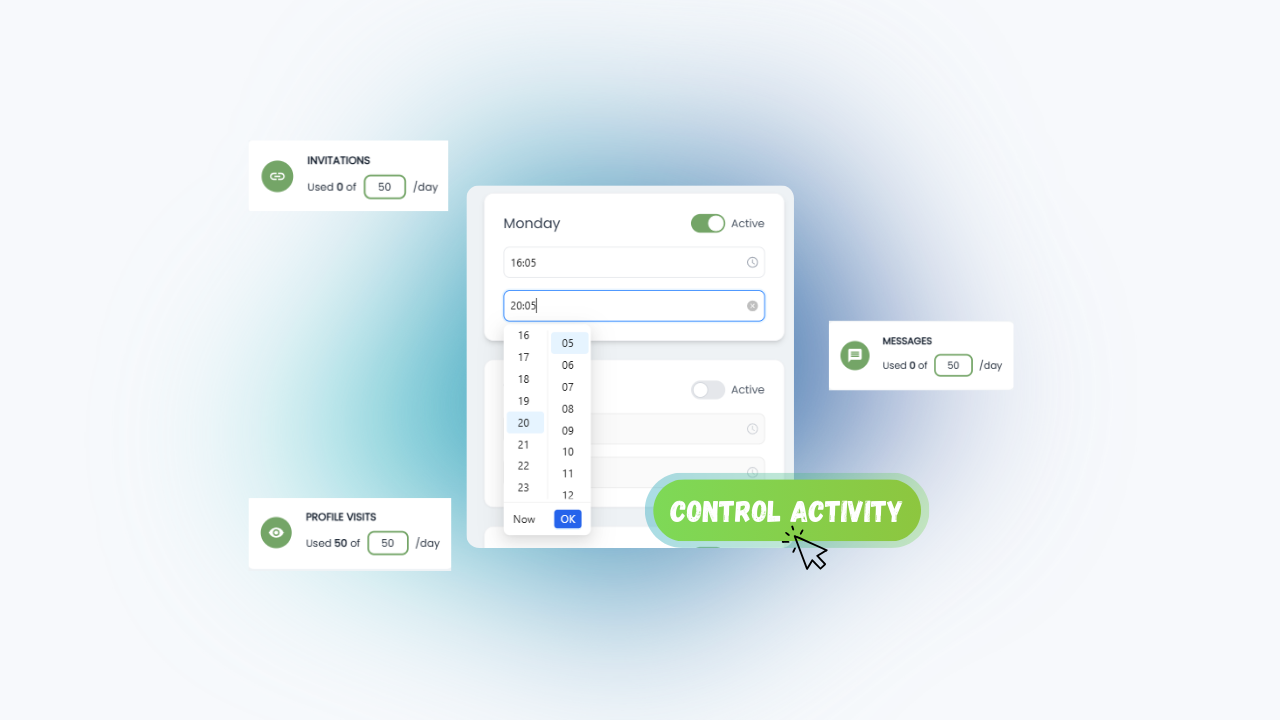 INVITATIONS
Used 0 of 50 /day
Monday
Active
16:05
20:05
16 05
17 06
18 07
19 08
20 09
21 10
22 11
23 12
Now OK
Active
MESSAGES
Used 0 of 50 /day
PROFILE VISITS
Used 50 of 50 /day
CONTROL ACTIVITY